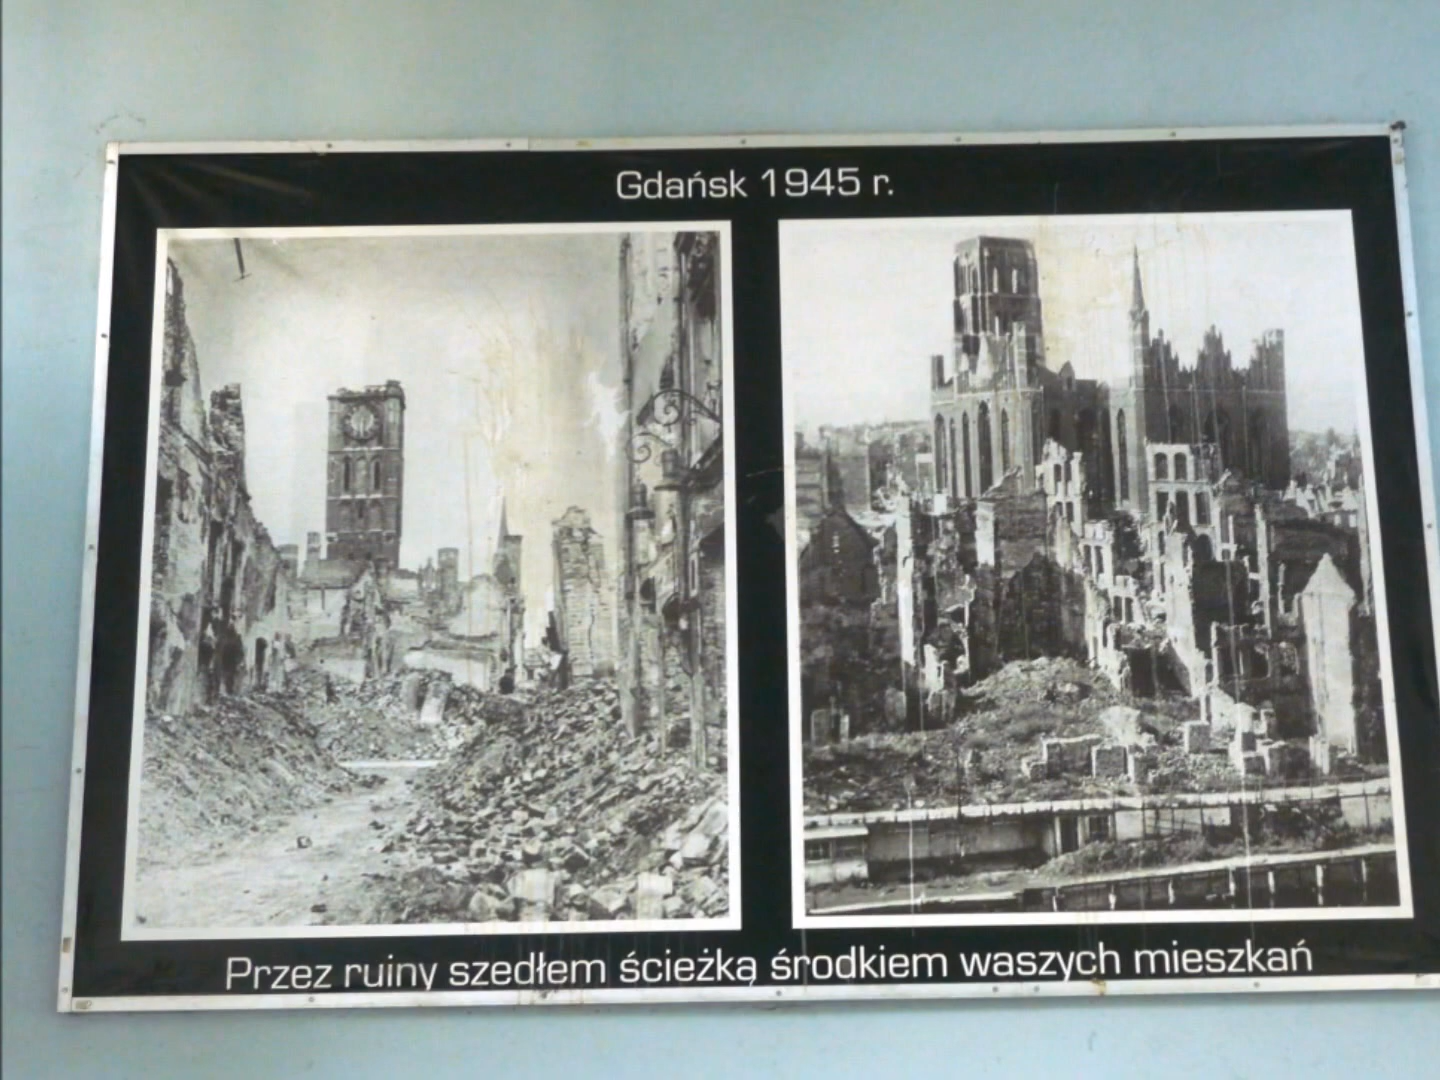 Gdańsk 1945 r.
Przez ruiny szedłem ścieżką środkiem waszych mieszkań